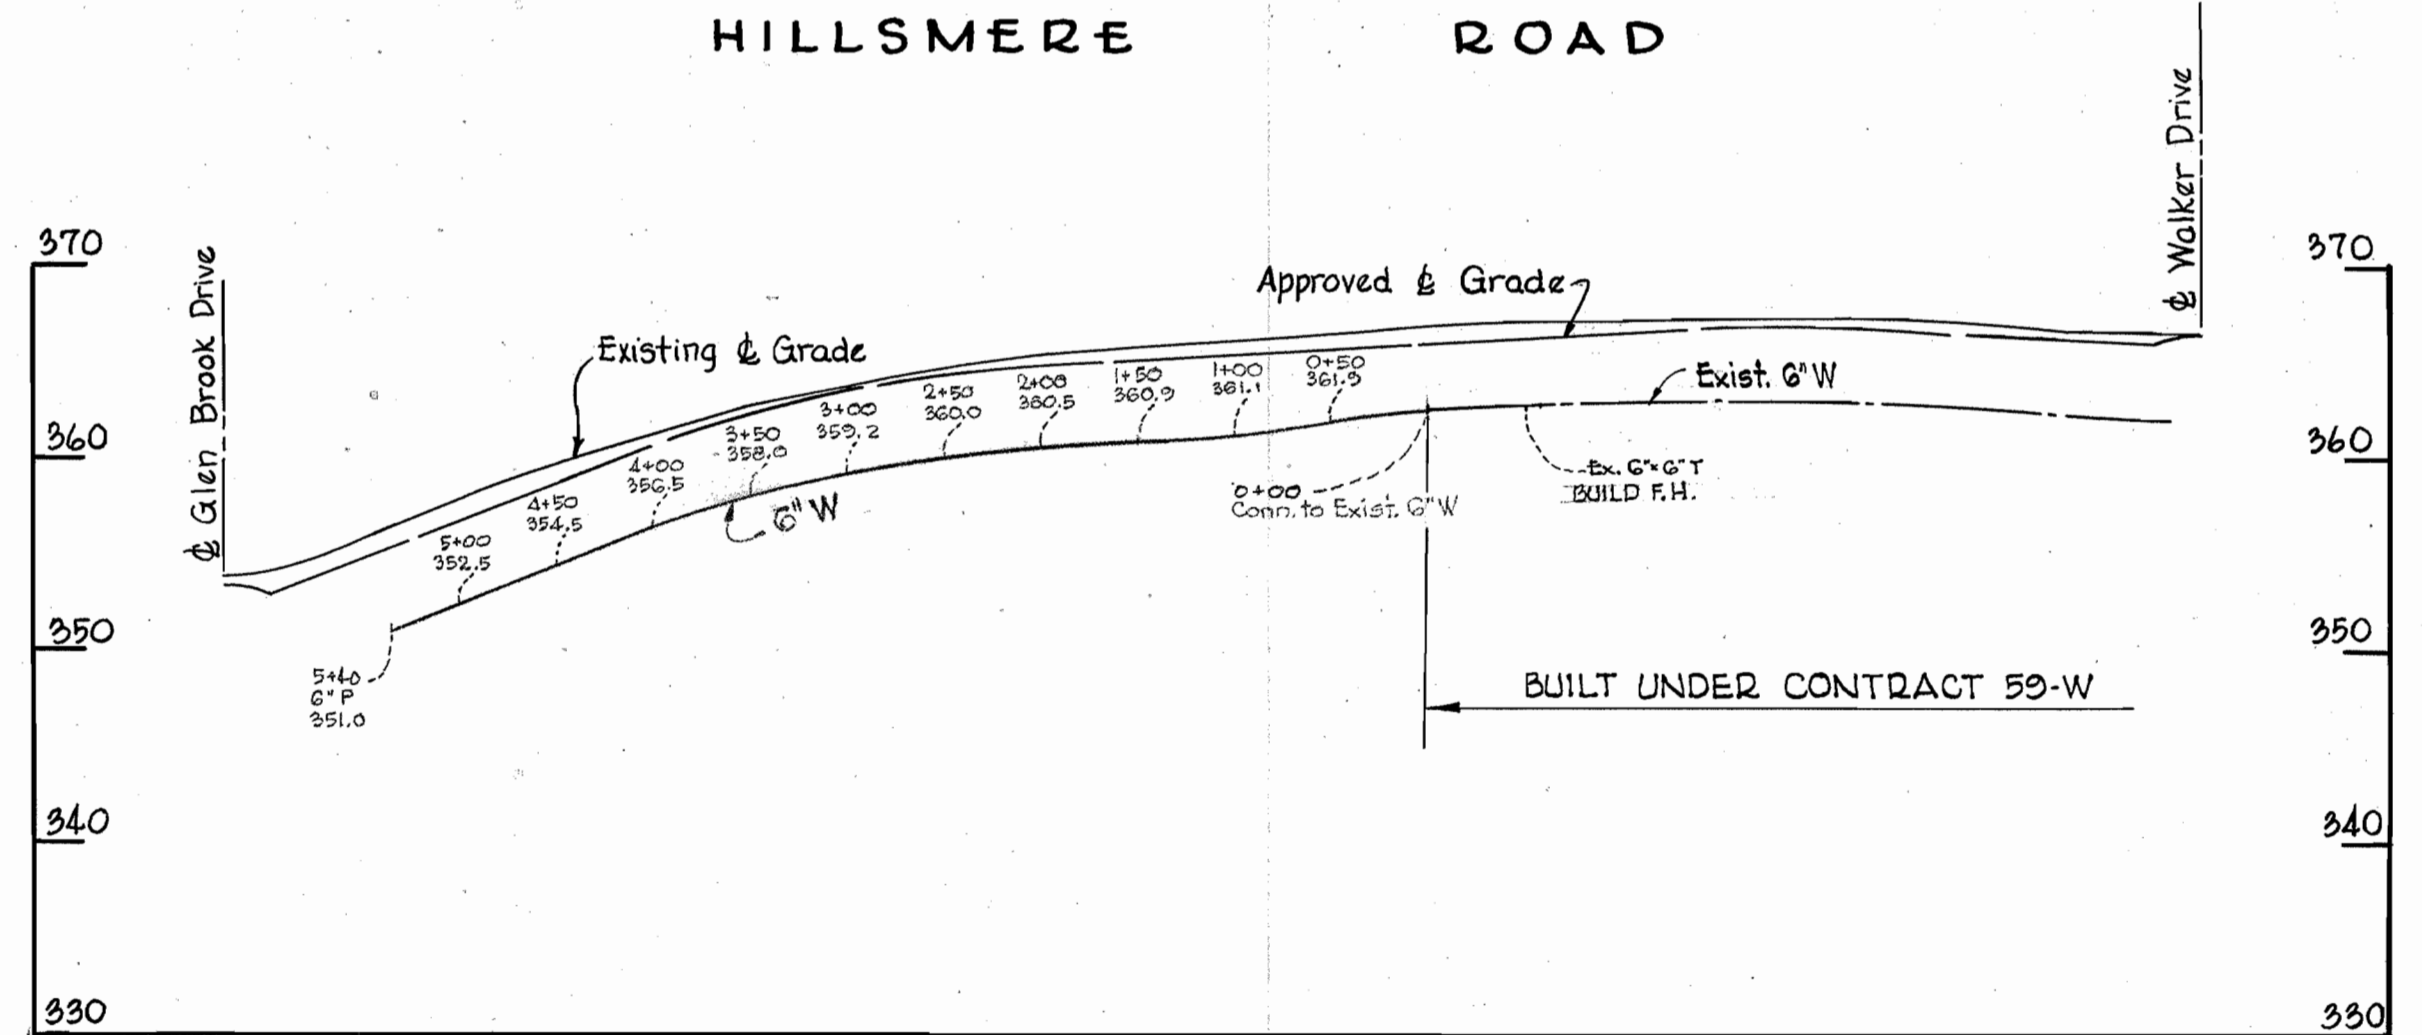 HILLSMERE ROAD
℄ Glen Brook Drive
℄ Walker Drive
370
360
350
340
330
370
360
350
340
330
Existing ℄ Grade
Approved ℄ Grade
Exist. 6" W
5+40
6" P
351.0
5+00
352.5
4+50
354.5
4+00
356.5
3+50
358.0
3+00
359.2
2+50
360.0
2+00
360.5
1+50
360.9
1+00
361.1
0+50
361.9
6" W
0+00
Conn. to Exist. 6" W
Ex. 6"x6" T
BUILD F.H.
BUILT UNDER CONTRACT 59-W